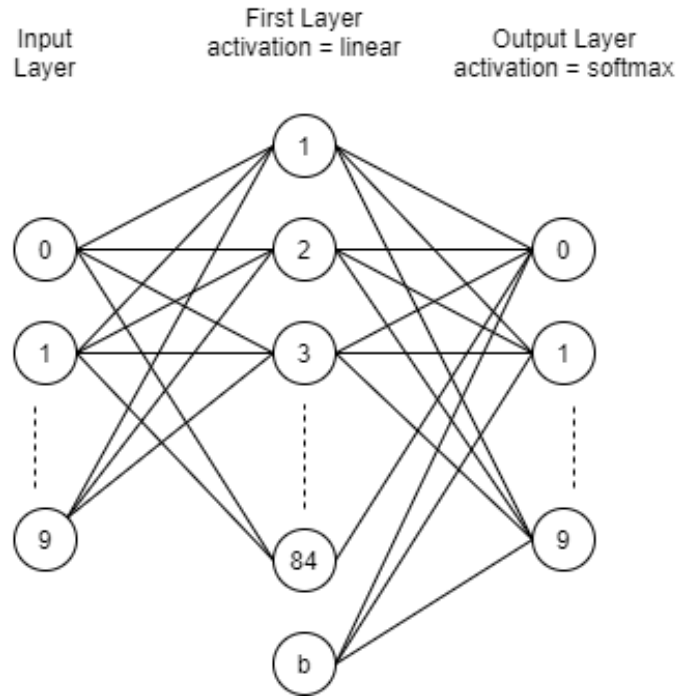 Input
Layer
First Layer
activation = linear
Output Layer
activation = softmax
0
1
9
1
2
3
84
b
0
1
9